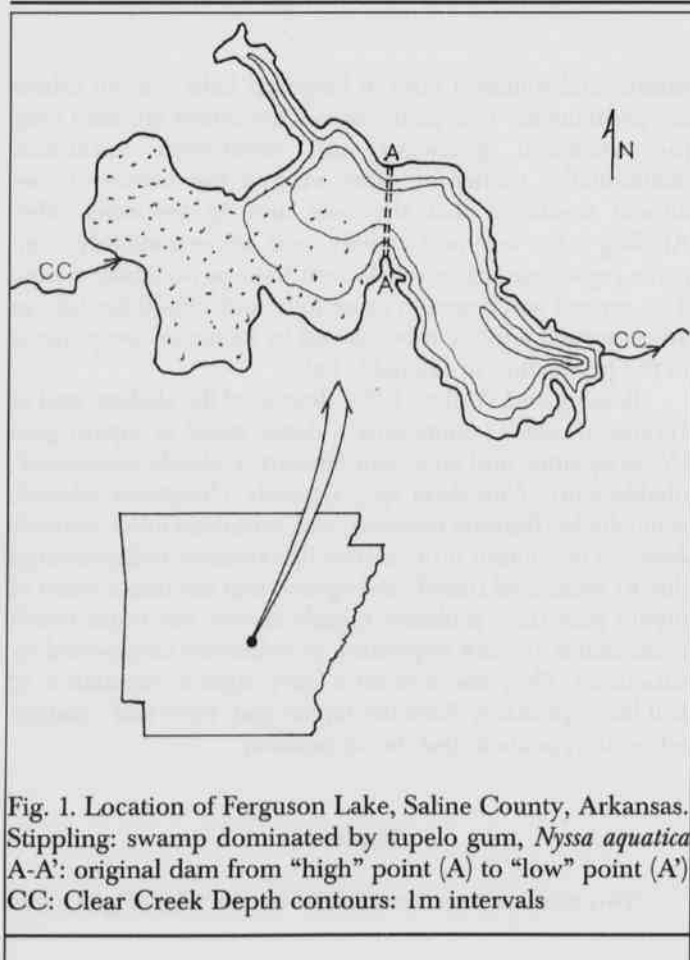 A
N
A'
CC
CC
Fig. 1. Location of Ferguson Lake, Saline County, Arkansas.
Stippling: swamp dominated by tupelo gum, Nyssa aquatica
A-A': original dam from “high” point (A) to “low” point (A')
CC: Clear Creek Depth contours: 1m intervals